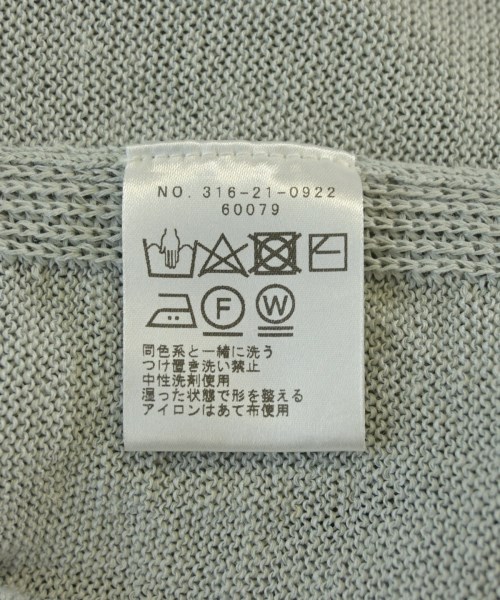 NO. 316-21-0922
60079
F W
同色系と一緒に洗う
つけ置き洗い禁止
中性洗剤使用
湿った状態で形を整える
アイロンはあて布使用